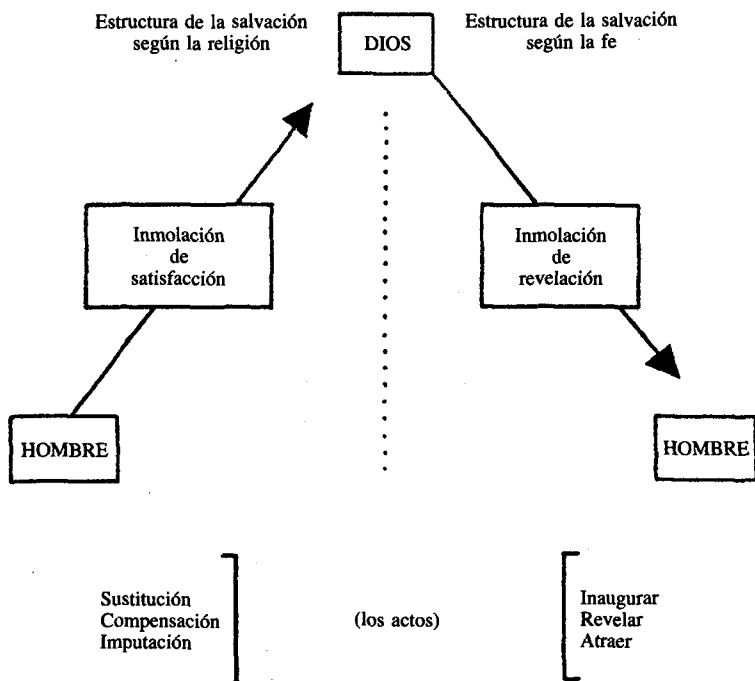 Estructura de la salvación
según la religión
DIOS
Estructura de la salvación
según la fe
Inmolación
de
satisfacción
Inmolación
de
revelación
HOMBRE
HOMBRE
Sustitución
Compensación
Imputación
(los actos)
Inaugurar
Revelar
Atraer